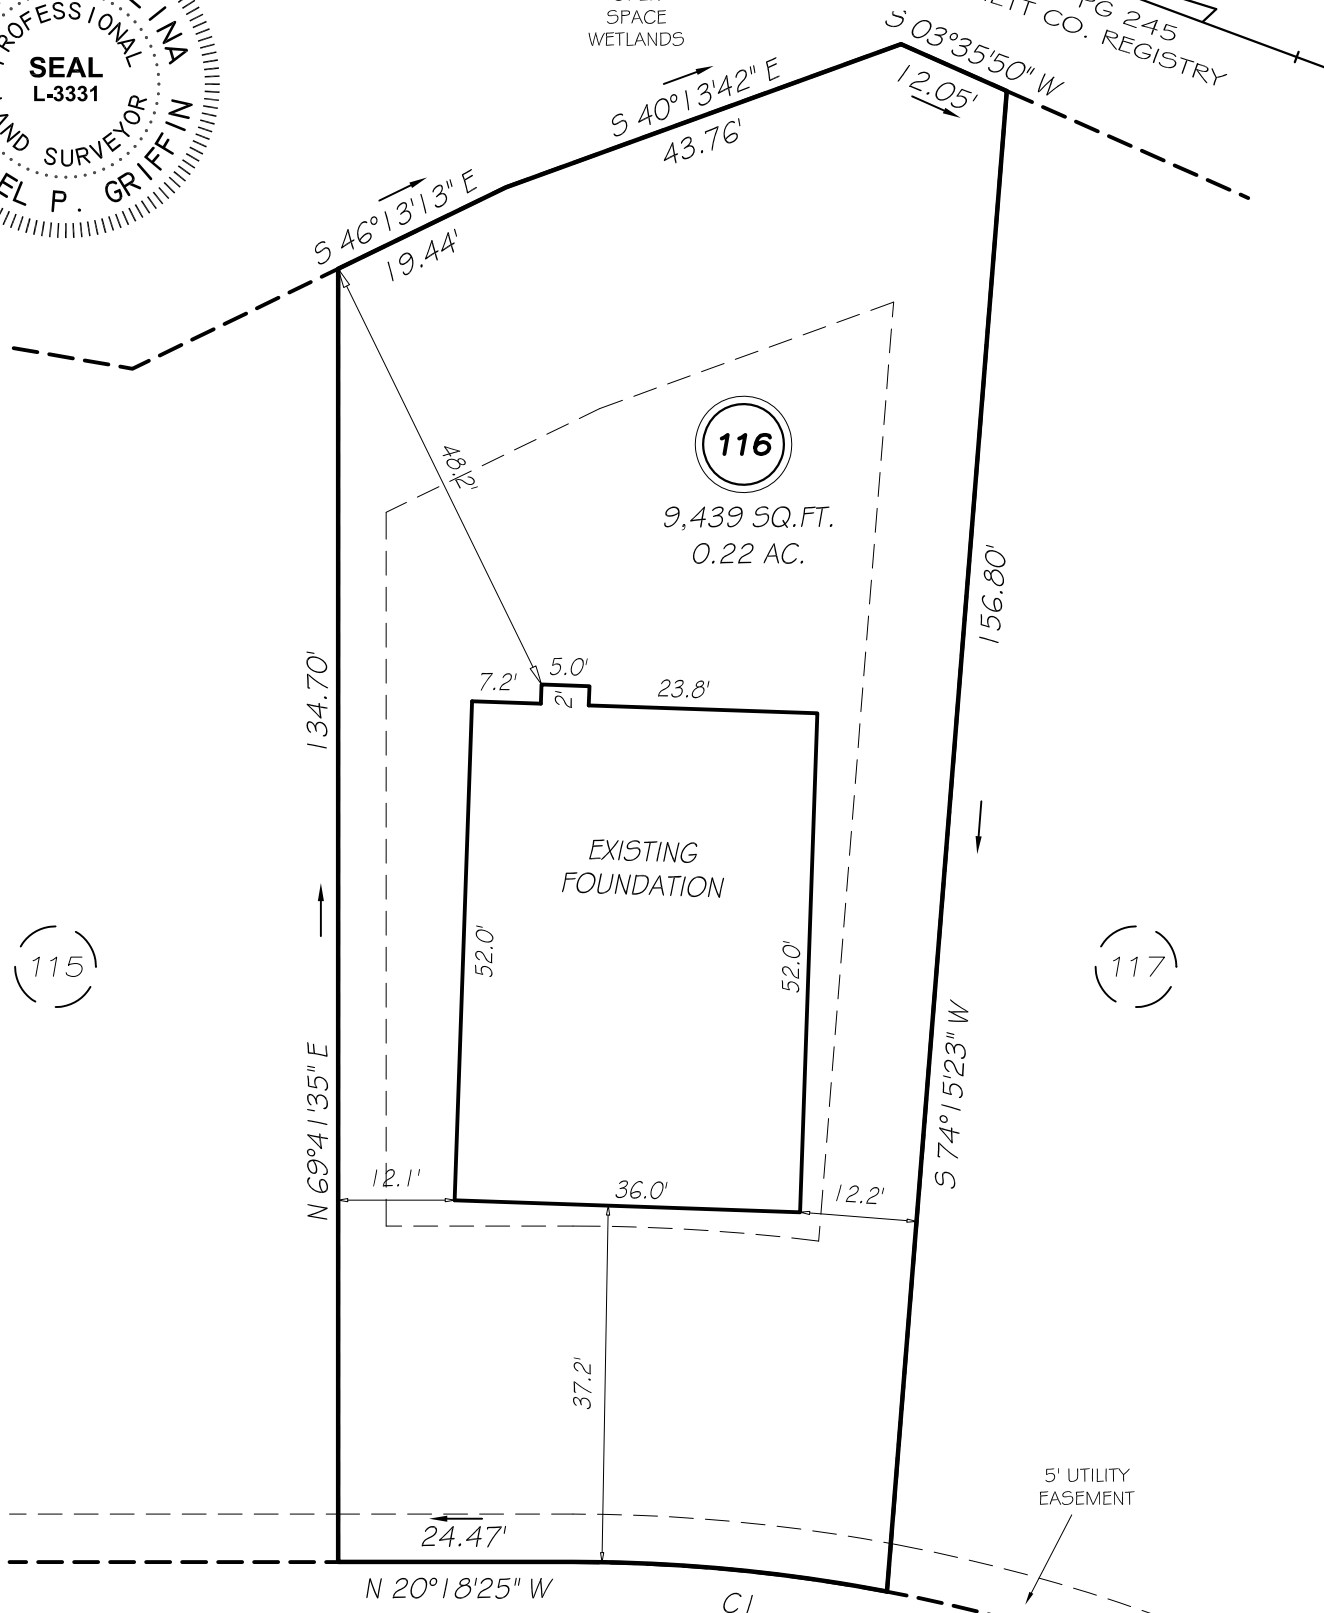 PROFESSIONAL
SEAL
L-3331
LAND SURVEYOR
P. GRIFFIN
SPACE
WETLANDS
PG 245
CO. REGISTRY
S 03°35'50" W
12.05'
S 40°13'42" E
43.76'
S 46°13'13" E
19.44'
48.2'
116
9,439 SQ.FT.
0.22 AC.
156.80'
134.70'
7.2'
5.0'
2'
23.8'
EXISTING
FOUNDATION
52.0'
52.0'
115
117
N 69°41'35" E
S 74°15'23" W
12.1'
36.0'
12.2'
37.2'
5' UTILITY
EASEMENT
24.47'
N 20°18'25" W
C1